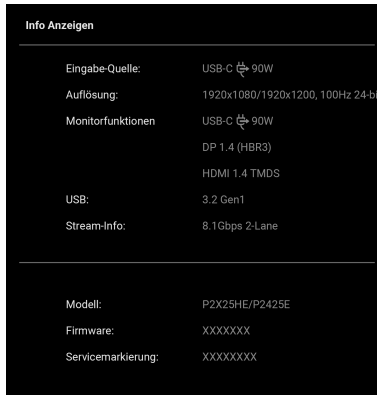 Info Anzeigen
Eingabe-Quelle: USB-C 90W
Auflösung: 1920x1080/1920x1200, 100Hz 24-bi
Monitorfunktionen USB-C 90W
DP 1.4 (HBR3)
HDMI 1.4 TMDS
USB: 3.2 Gen1
Stream-Info: 8.1Gbps 2-Lane
Modell: P2X25HE/P2425E
Firmware: XXXXXXX
Servicemarkierung: XXXXXXXX